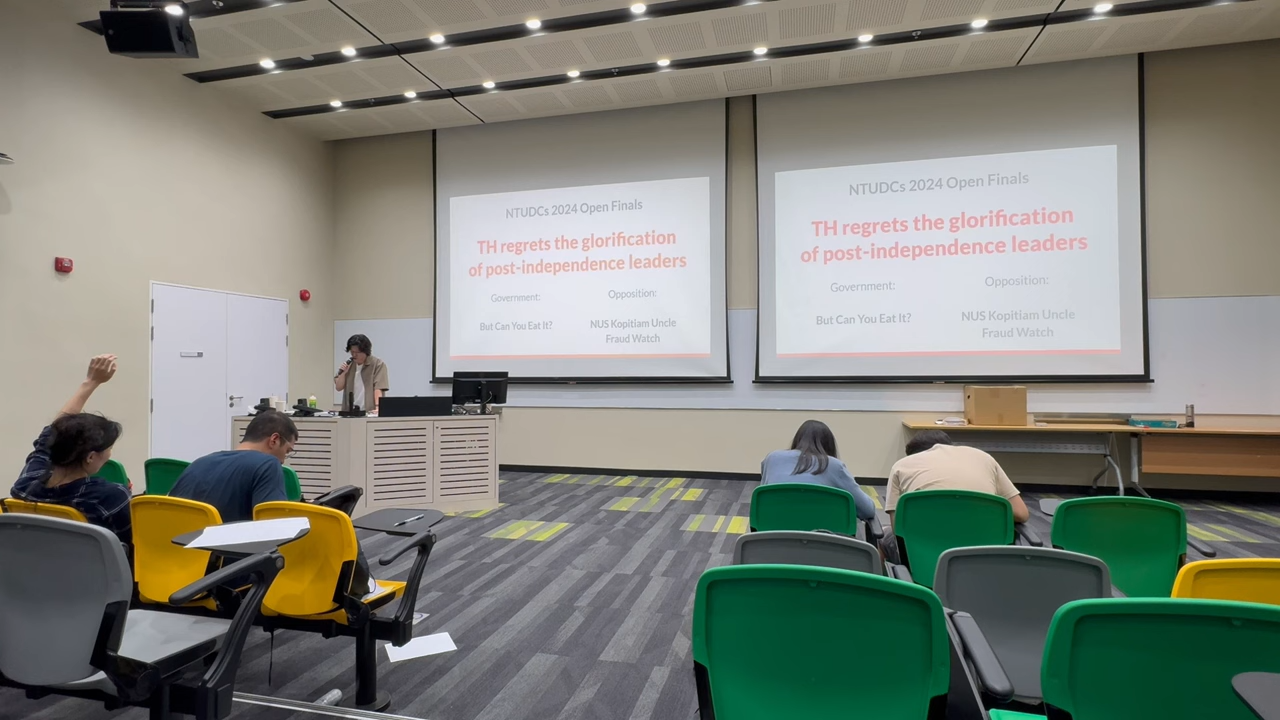 NTUDCs 2024 Open Finals
TH regrets the glorification
of post-independence leaders
Government:
Opposition:
But Can You Eat It?
NUS Kopitiam Uncle
Fraud Watch
NTUDCs 2024 Open Finals
TH regrets the glorification
of post-independence leaders
Government:
Opposition:
But Can You Eat It?
NUS Kopitiam Uncle
Fraud Watch